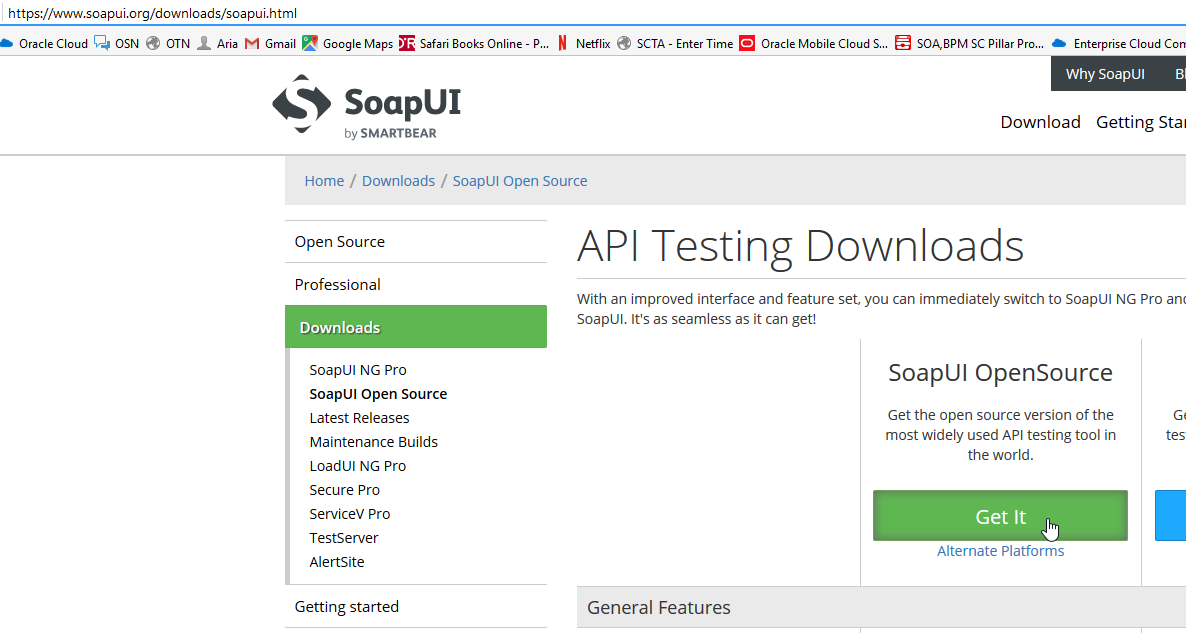 https://www.soapui.org/downloads/soapui.html
Oracle Cloud OSN OTN Aria Gmail Google Maps Safari Books Online - P... Netflix SCTA - Enter Time Oracle Mobile Cloud S... SOA,BPM SC Pillar Pro... Enterprise Cloud Com
Why SoapUI Bl
SoapUI
by SMARTBEAR
Download Getting Star
Home / Downloads / SoapUI Open Source
Open Source
Professional
Downloads
SoapUI NG Pro
SoapUI Open Source
Latest Releases
Maintenance Builds
LoadUI NG Pro
Secure Pro
ServiceV Pro
TestServer
AlertSite
Getting started
API Testing Downloads
With an improved interface and feature set, you can immediately switch to SoapUI NG Pro and
SoapUI. It's as seamless as it can get!
SoapUI OpenSource
Get the open source version of the
most widely used API testing tool in
the world.
Get It
Alternate Platforms
Ge
tes
General Features